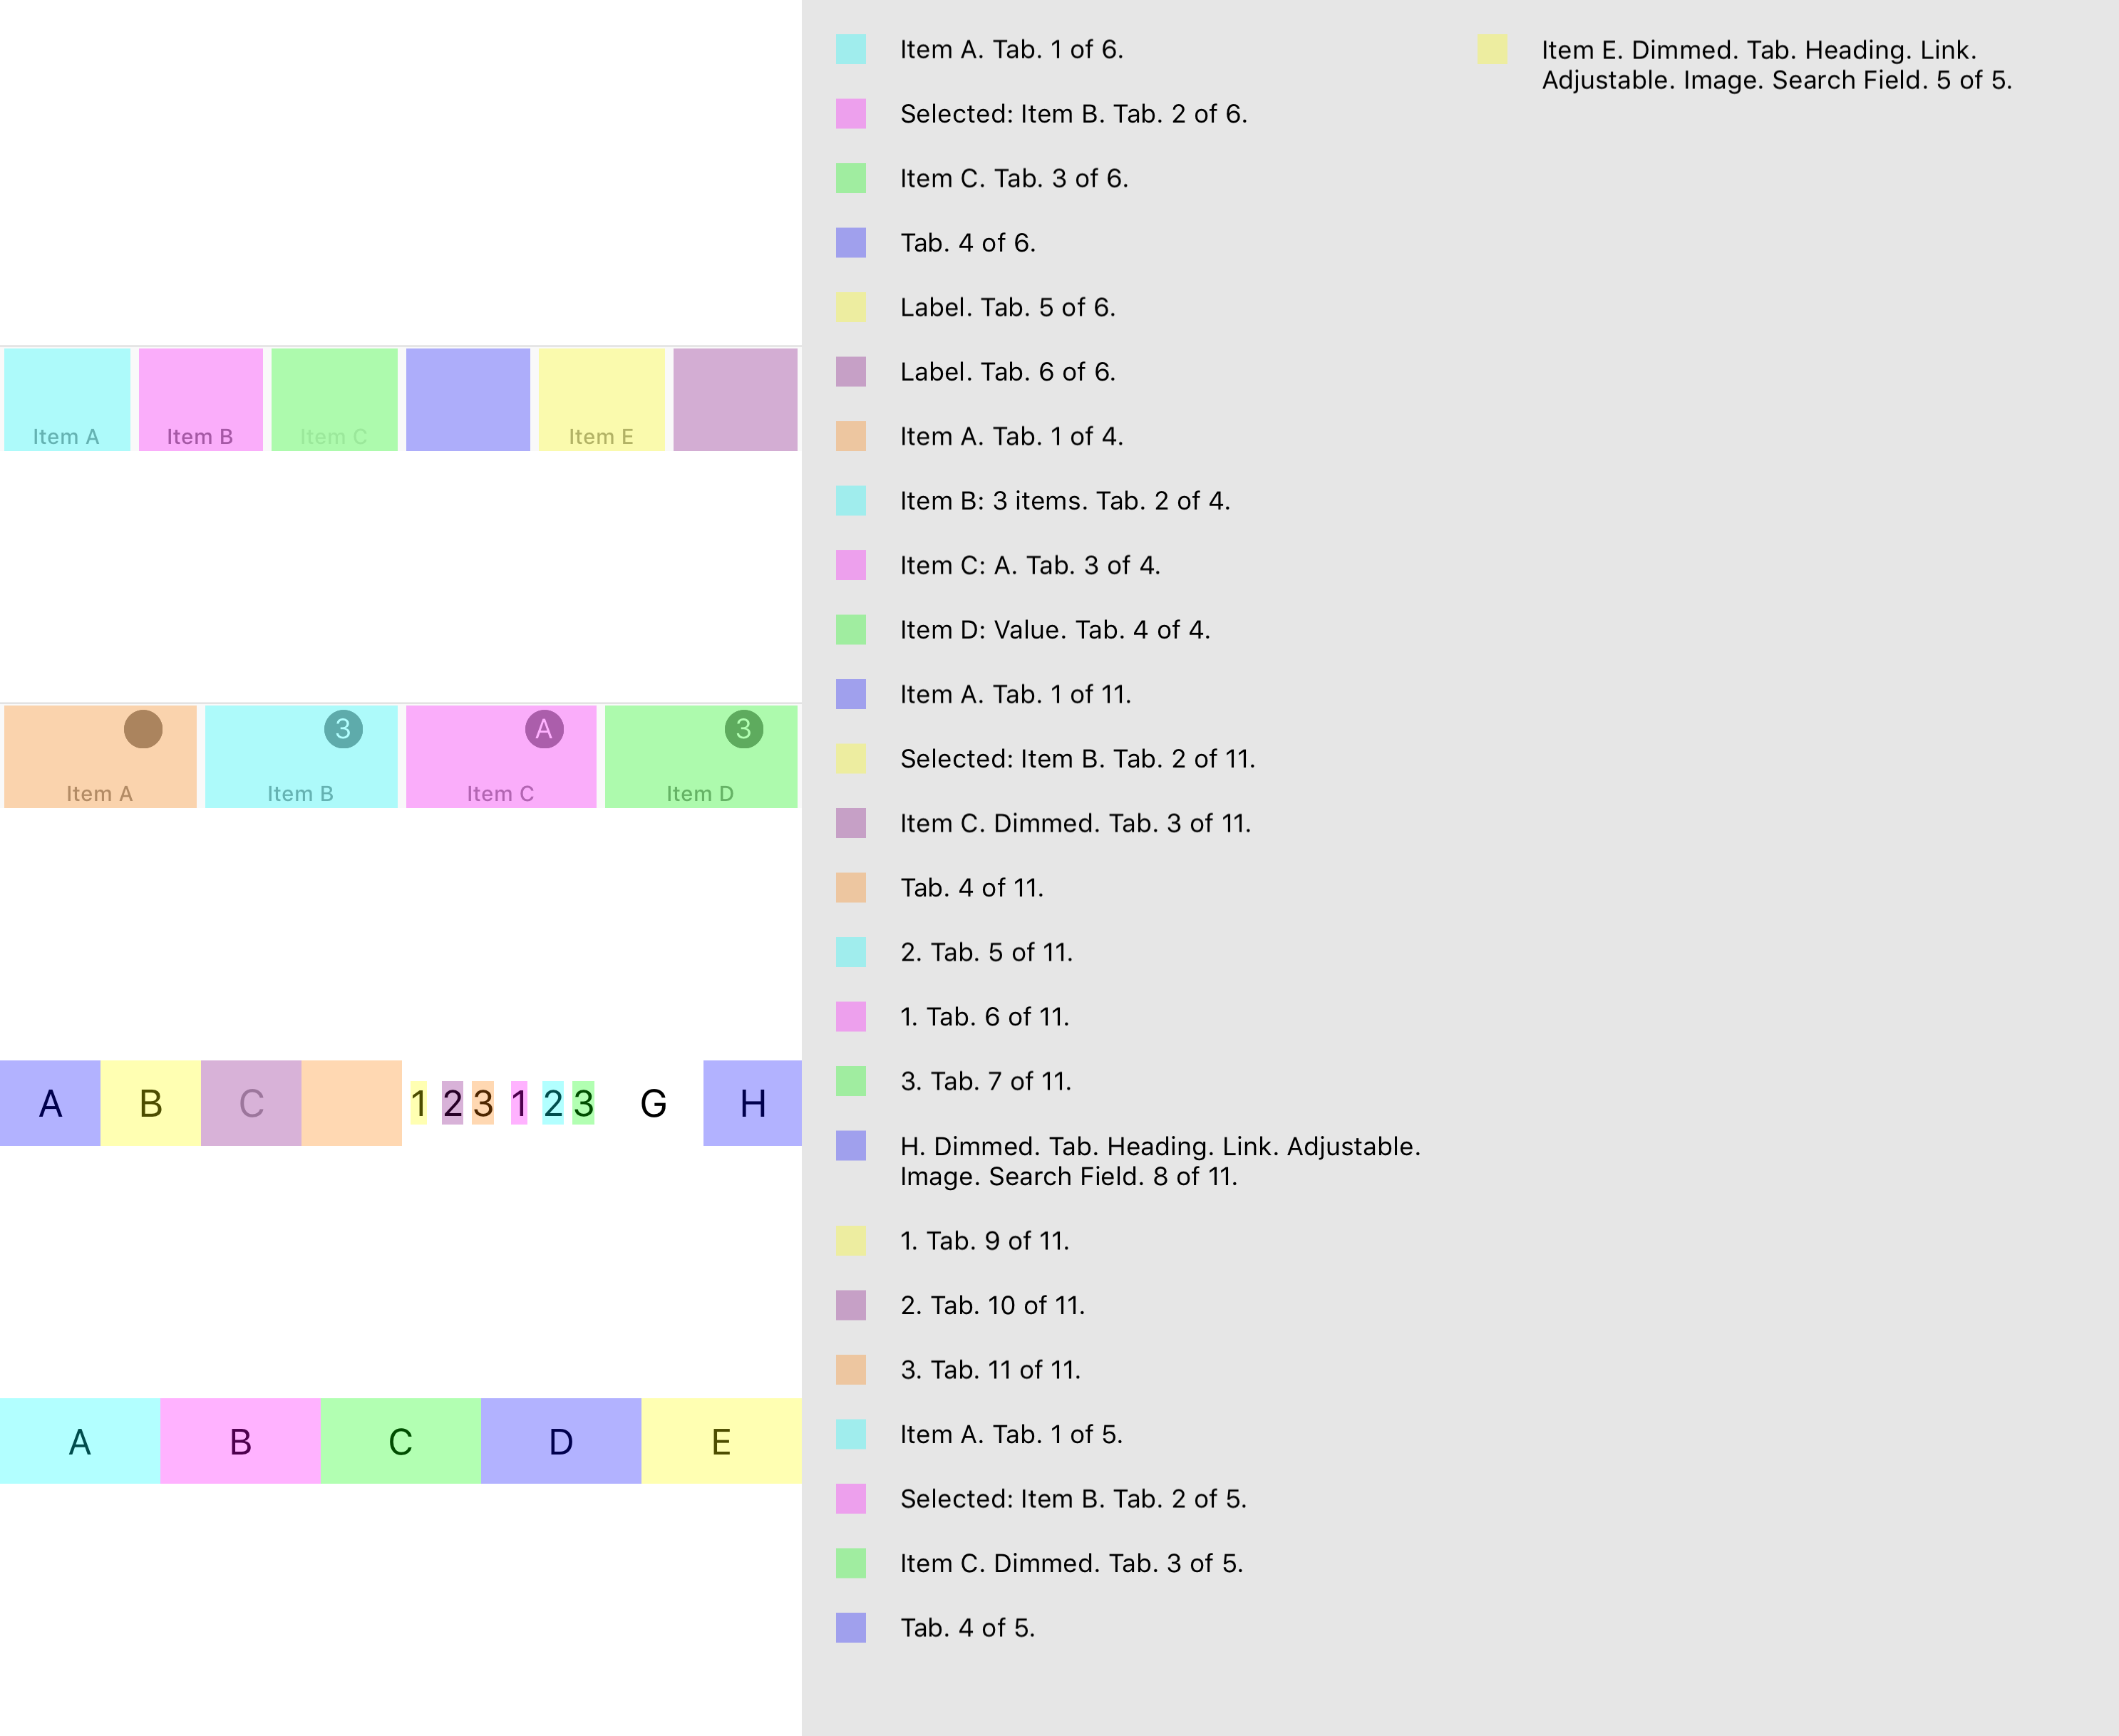 Item A
Item B
Item C
Item E
3
A
3
Item A
Item B
Item C
Item D
A
B
C
1
2
3
1
2
3
G
H
A
B
C
D
E
Item A. Tab. 1 of 6.
Selected: Item B. Tab. 2 of 6.
Item C. Tab. 3 of 6.
Tab. 4 of 6.
Label. Tab. 5 of 6.
Label. Tab. 6 of 6.
Item A. Tab. 1 of 4.
Item B: 3 items. Tab. 2 of 4.
Item C: A. Tab. 3 of 4.
Item D: Value. Tab. 4 of 4.
Item A. Tab. 1 of 11.
Selected: Item B. Tab. 2 of 11.
Item C. Dimmed. Tab. 3 of 11.
Tab. 4 of 11.
2. Tab. 5 of 11.
1. Tab. 6 of 11.
3. Tab. 7 of 11.
H. Dimmed. Tab. Heading. Link. Adjustable.
Image. Search Field. 8 of 11.
1. Tab. 9 of 11.
2. Tab. 10 of 11.
3. Tab. 11 of 11.
Item A. Tab. 1 of 5.
Selected: Item B. Tab. 2 of 5.
Item C. Dimmed. Tab. 3 of 5.
Tab. 4 of 5.
Item E. Dimmed. Tab. Heading. Link.
Adjustable. Image. Search Field. 5 of 5.